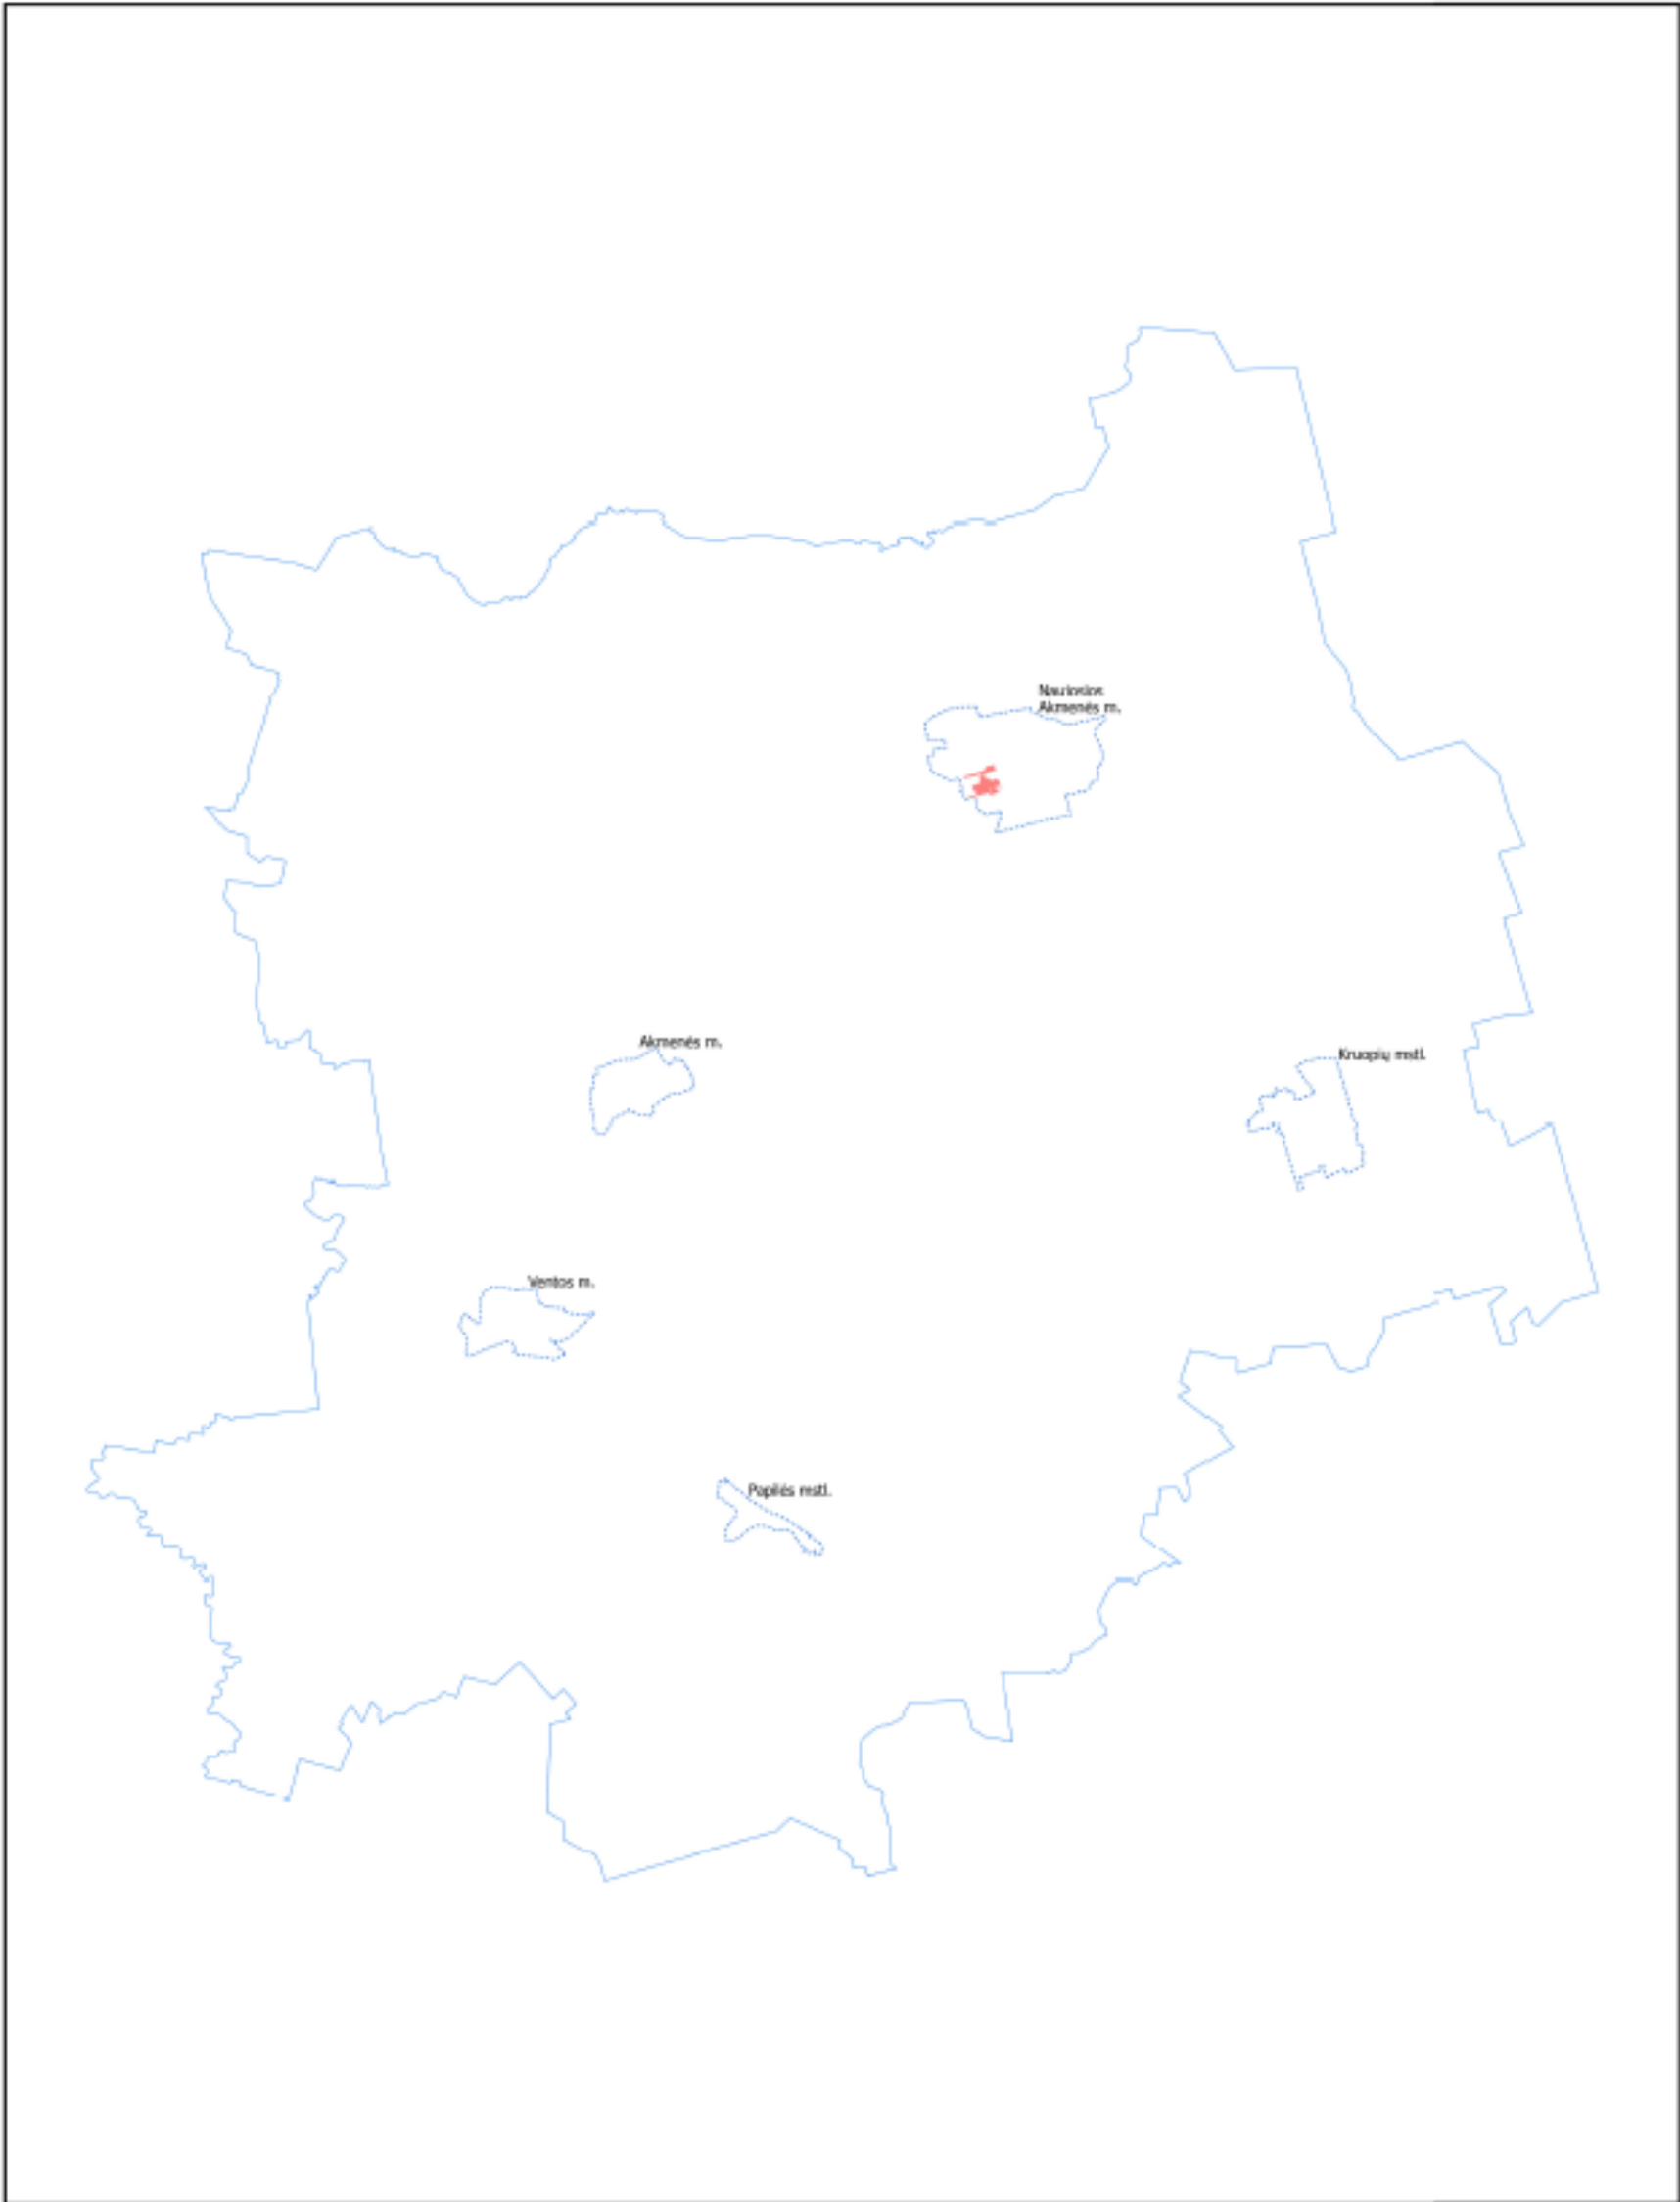 Naujosios
Akmenės m.
Akmenės m.
Kruopių mstl.
Ventos m.
Papilės mstl.